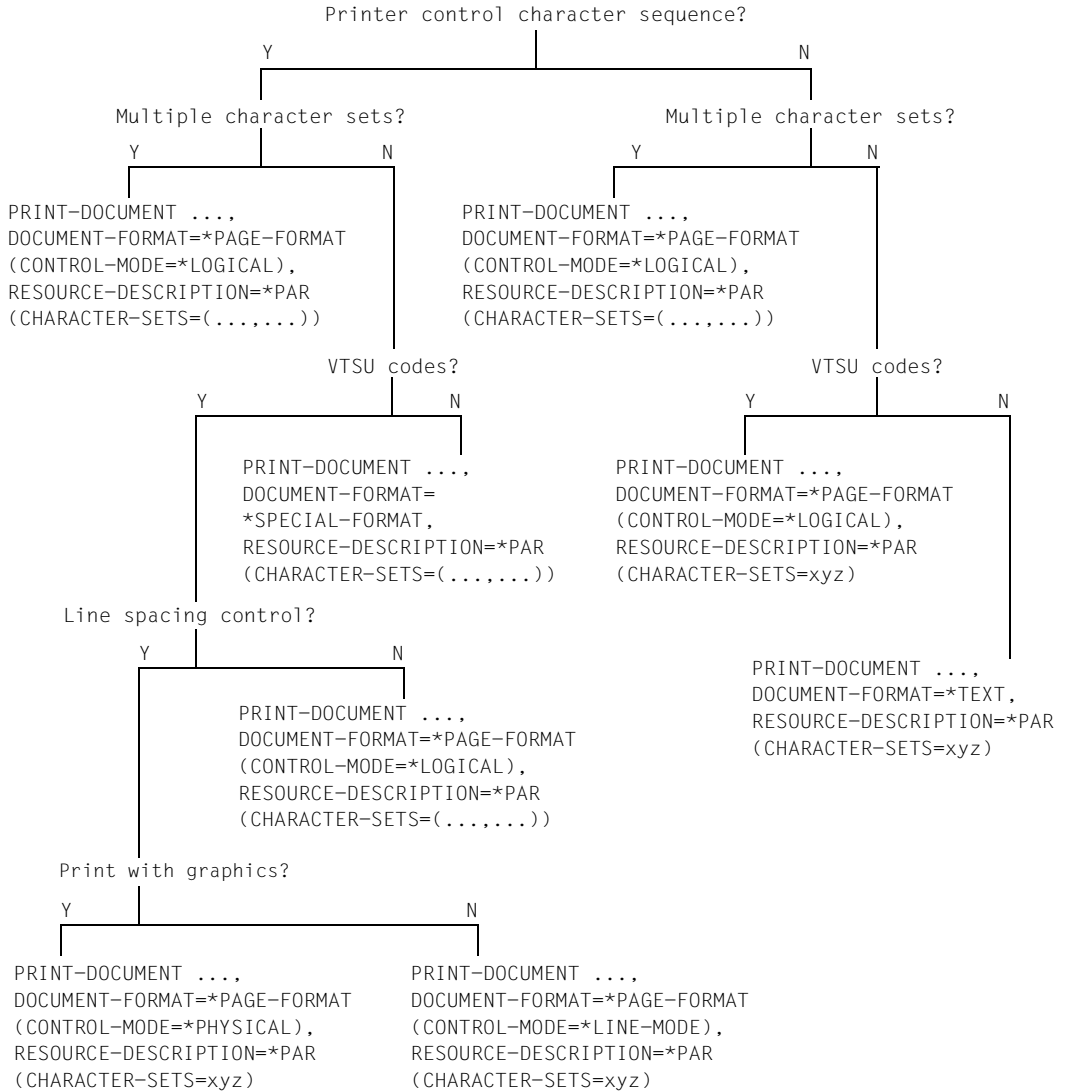 Printer control character sequence?
Y N
Multiple character sets? Multiple character sets?
Y N Y N
PRINT-DOCUMENT ...,
DOCUMENT-FORMAT=*PAGE-FORMAT
(CONTROL-MODE=*LOGICAL),
RESOURCE-DESCRIPTION=*PAR
(CHARACTER-SETS=(...,...))
PRINT-DOCUMENT ...,
DOCUMENT-FORMAT=*PAGE-FORMAT
(CONTROL-MODE=*LOGICAL),
RESOURCE-DESCRIPTION=*PAR
(CHARACTER-SETS=(...,...))
VTSU codes? VTSU codes?
Y N Y N
PRINT-DOCUMENT ...,
DOCUMENT-FORMAT=
*SPECIAL-FORMAT,
RESOURCE-DESCRIPTION=*PAR
(CHARACTER-SETS=(...,...))
PRINT-DOCUMENT ...,
DOCUMENT-FORMAT=*PAGE-FORMAT
(CONTROL-MODE=*LOGICAL),
RESOURCE-DESCRIPTION=*PAR
(CHARACTER-SETS=xyz)
Line spacing control?
Y N
PRINT-DOCUMENT ...,
DOCUMENT-FORMAT=*TEXT,
RESOURCE-DESCRIPTION=*PAR
(CHARACTER-SETS=xyz)
PRINT-DOCUMENT ...,
DOCUMENT-FORMAT=*PAGE-FORMAT
(CONTROL-MODE=*LOGICAL),
RESOURCE-DESCRIPTION=*PAR
(CHARACTER-SETS=(...,...))
Print with graphics?
Y N
PRINT-DOCUMENT ...,
DOCUMENT-FORMAT=*PAGE-FORMAT
(CONTROL-MODE=*PHYSICAL),
RESOURCE-DESCRIPTION=*PAR
(CHARACTER-SETS=xyz)
PRINT-DOCUMENT ...,
DOCUMENT-FORMAT=*PAGE-FORMAT
(CONTROL-MODE=*LINE-MODE),
RESOURCE-DESCRIPTION=*PAR
(CHARACTER-SETS=xyz)